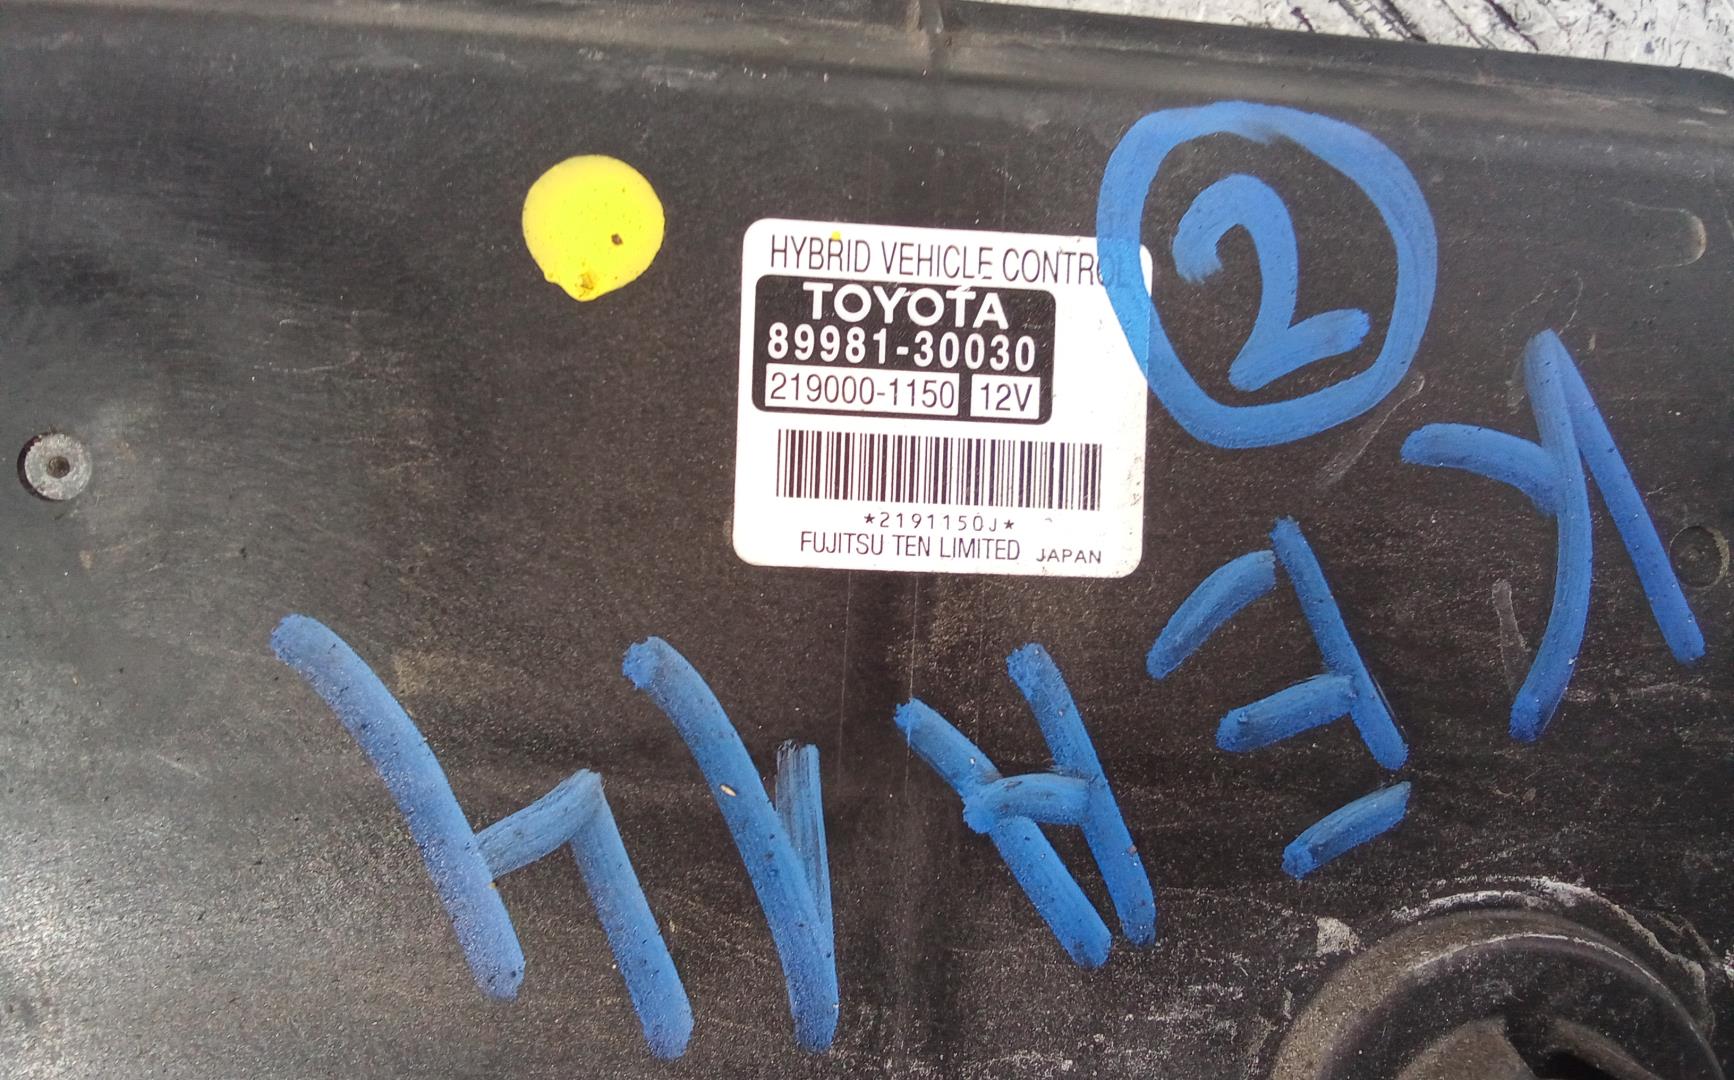 HYBRID VEHICLE CONTROL
TOYOTA
89981-30030
219000-1150 12V
*2191150J*
FUJITSU TEN LIMITED JAPAN
2